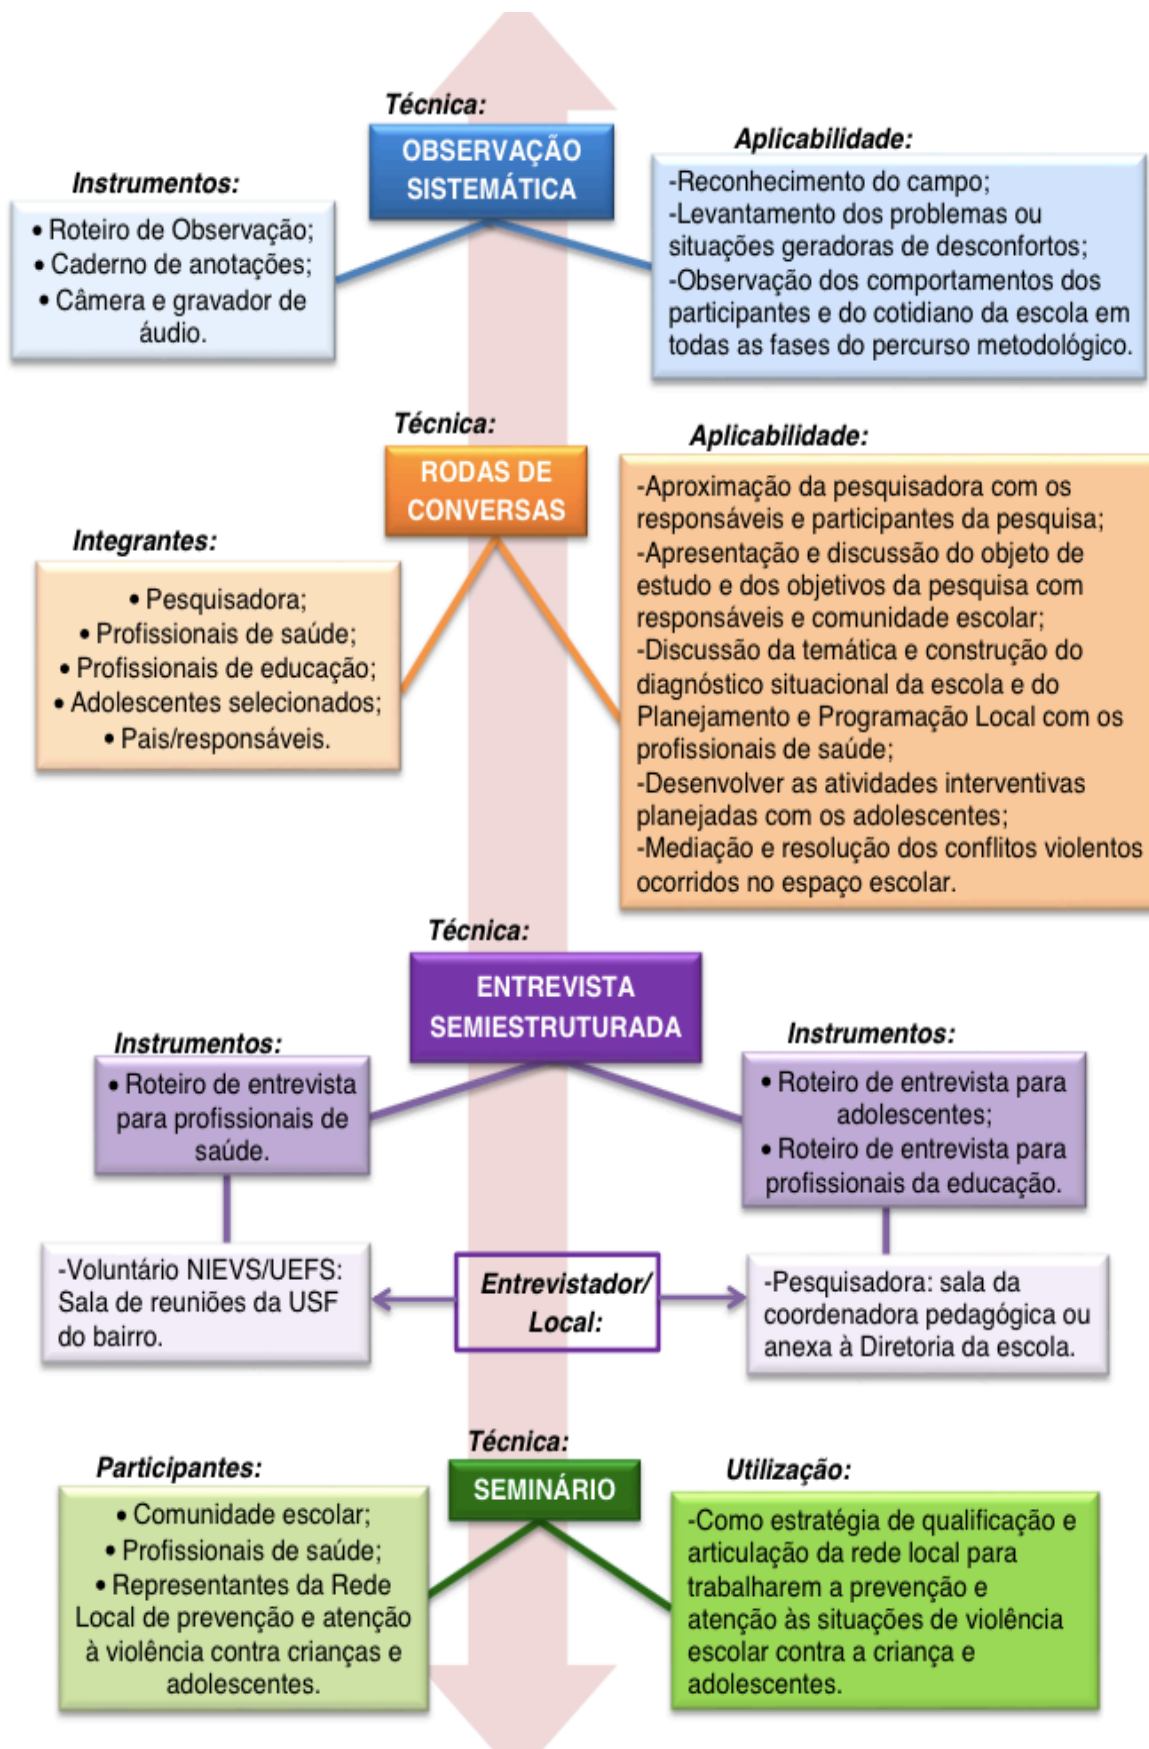 Técnica:
OBSERVAÇÃO
SISTEMÁTICA
Instrumentos:
• Roteiro de Observação;
• Caderno de anotações;
• Câmera e gravador de
áudio.
Aplicabilidade:
-Reconhecimento do campo;
-Levantamento dos problemas ou
situações geradoras de desconfortos;
-Observação dos comportamentos dos
participantes e do cotidiano da escola em
todas as fases do percurso metodológico.
Técnica:
RODAS DE
CONVERSAS
Integrantes:
• Pesquisadora;
• Profissionais de saúde;
• Profissionais de educação;
• Adolescentes selecionados;
• Pais/responsáveis.
Aplicabilidade:
-Aproximação da pesquisadora com os
responsáveis e participantes da pesquisa;
-Apresentação e discussão do objeto de
estudo e dos objetivos da pesquisa com
responsáveis e comunidade escolar;
-Discussão da temática e construção do
diagnóstico situacional da escola e do
Planejamento e Programação Local com os
profissionais de saúde;
-Desenvolver as atividades interventivas
planejadas com os adolescentes;
-Mediação e resolução dos conflitos violentos
ocorridos no espaço escolar.
Técnica:
ENTREVISTA
SEMIESTRUTURADA
Instrumentos:
• Roteiro de entrevista
para profissionais de
saúde.
Instrumentos:
• Roteiro de entrevista para
adolescentes;
• Roteiro de entrevista para
profissionais da educação.
-Voluntário NIEVS/UEFS:
Sala de reuniões da USF
do bairro.
Entrevistador/
Local:
-Pesquisadora: sala da
coordenadora pedagógica ou
anexa à Diretoria da escola.
Técnica:
SEMINÁRIO
Participantes:
• Comunidade escolar;
• Profissionais de saúde;
• Representantes da Rede
Local de prevenção e atenção
à violência contra crianças e
adolescentes.
Utilização:
-Como estratégia de qualificação e
articulação da rede local para
trabalharem a prevenção e
atenção às situações de violência
escolar contra a criança e
adolescentes.